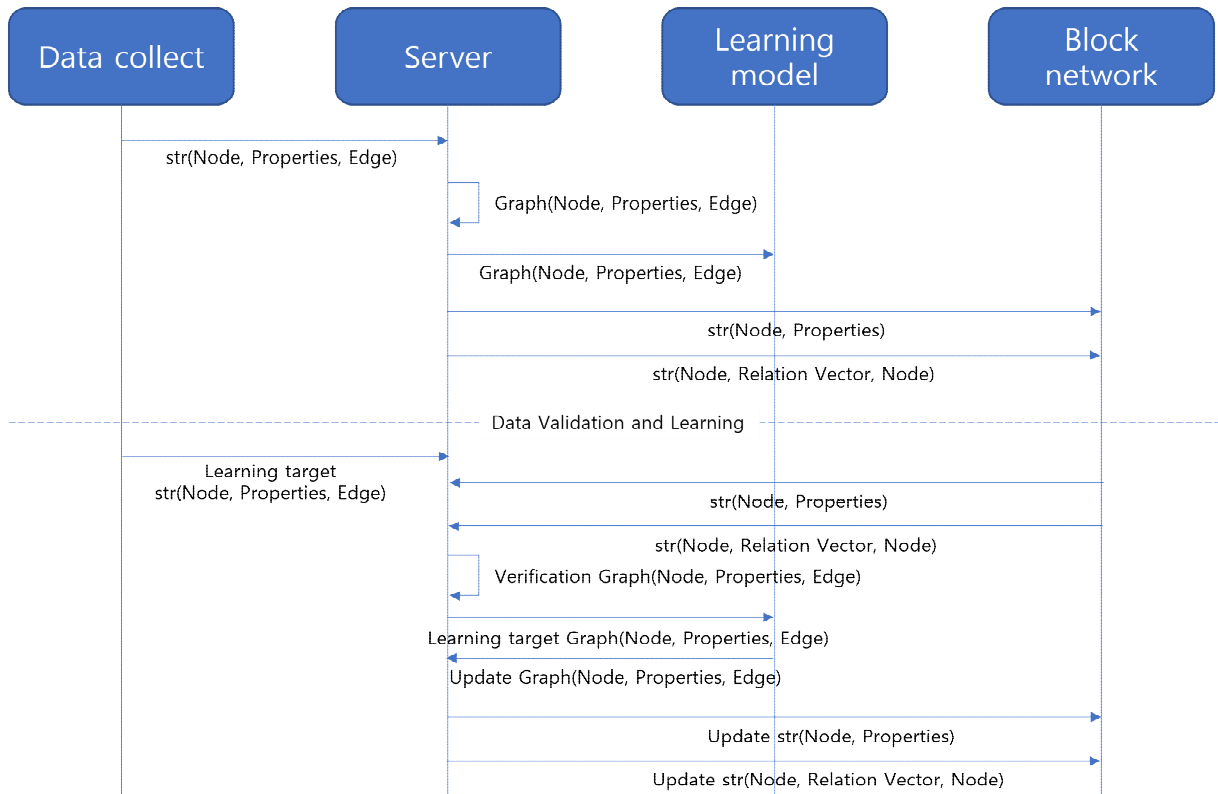 Data collect
Server
Learning
model
Block
network
str(Node, Properties, Edge)
Graph(Node, Properties, Edge)
Graph(Node, Properties, Edge)
str(Node, Properties)
str(Node, Relation Vector, Node)
Data Validation and Learning
Learning target
str(Node, Properties, Edge)
str(Node, Properties)
str(Node, Relation Vector, Node)
Verification Graph(Node, Properties, Edge)
Learning target Graph(Node, Properties, Edge)
Update Graph(Node, Properties, Edge)
Update str(Node, Properties)
Update str(Node, Relation Vector, Node)